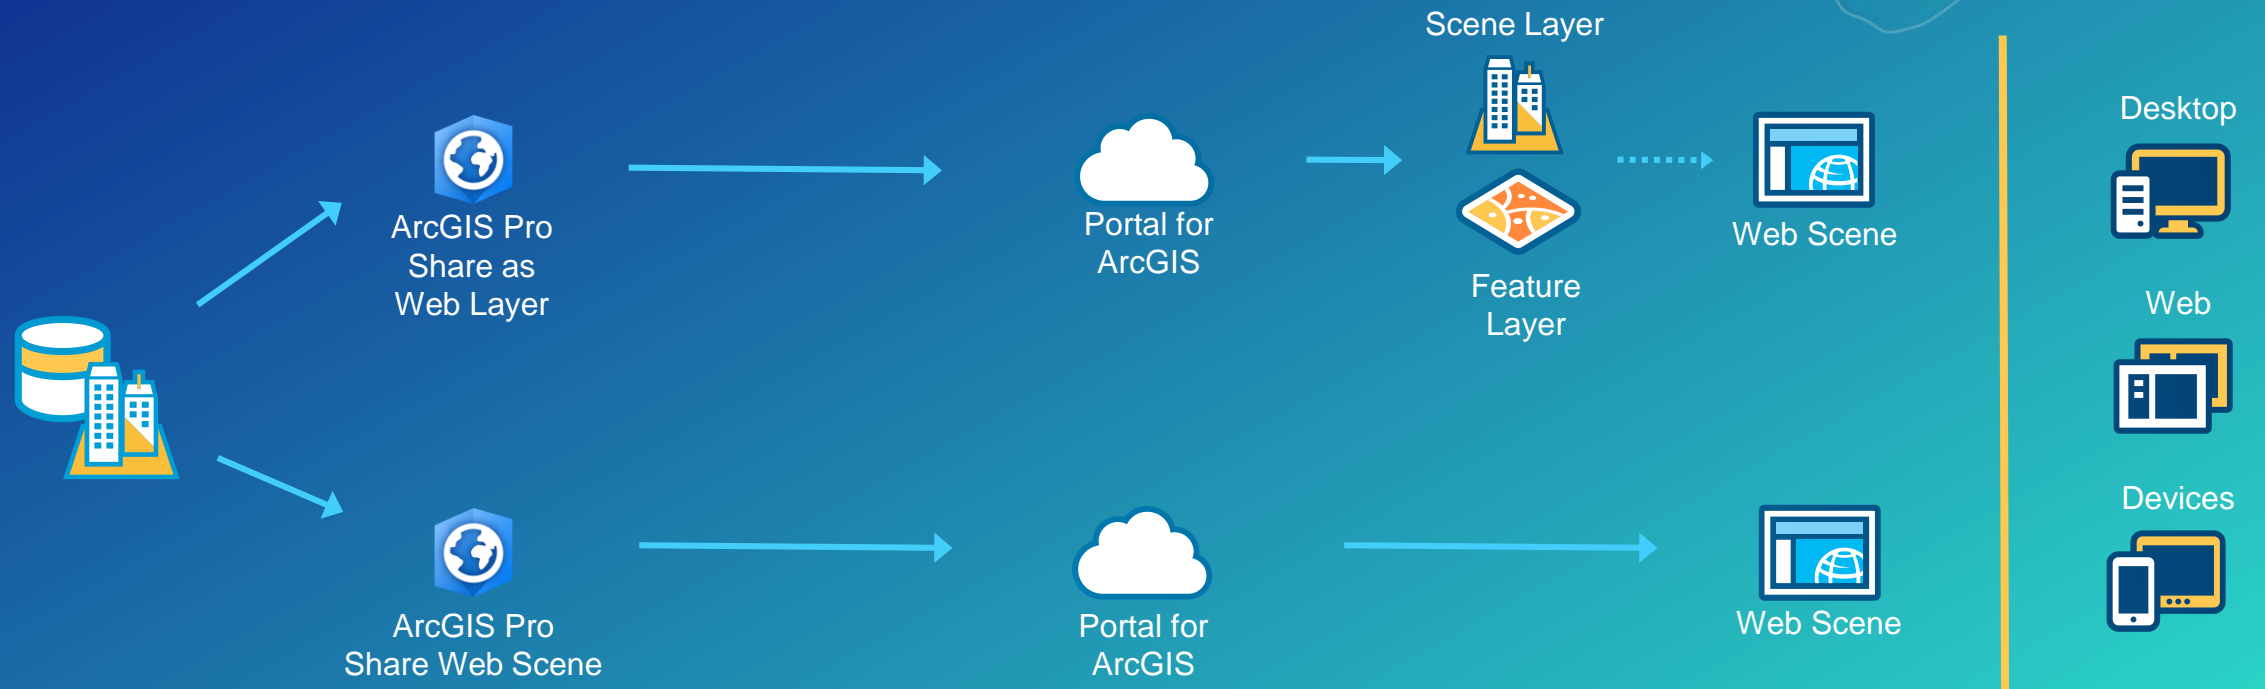 Scene Layer
ArcGIS Pro
Share as
Web Layer
Portal for
ArcGIS
Feature
Layer
Web Scene
ArcGIS Pro
Share Web Scene
Portal for
ArcGIS
Web Scene
Desktop
Web
Devices